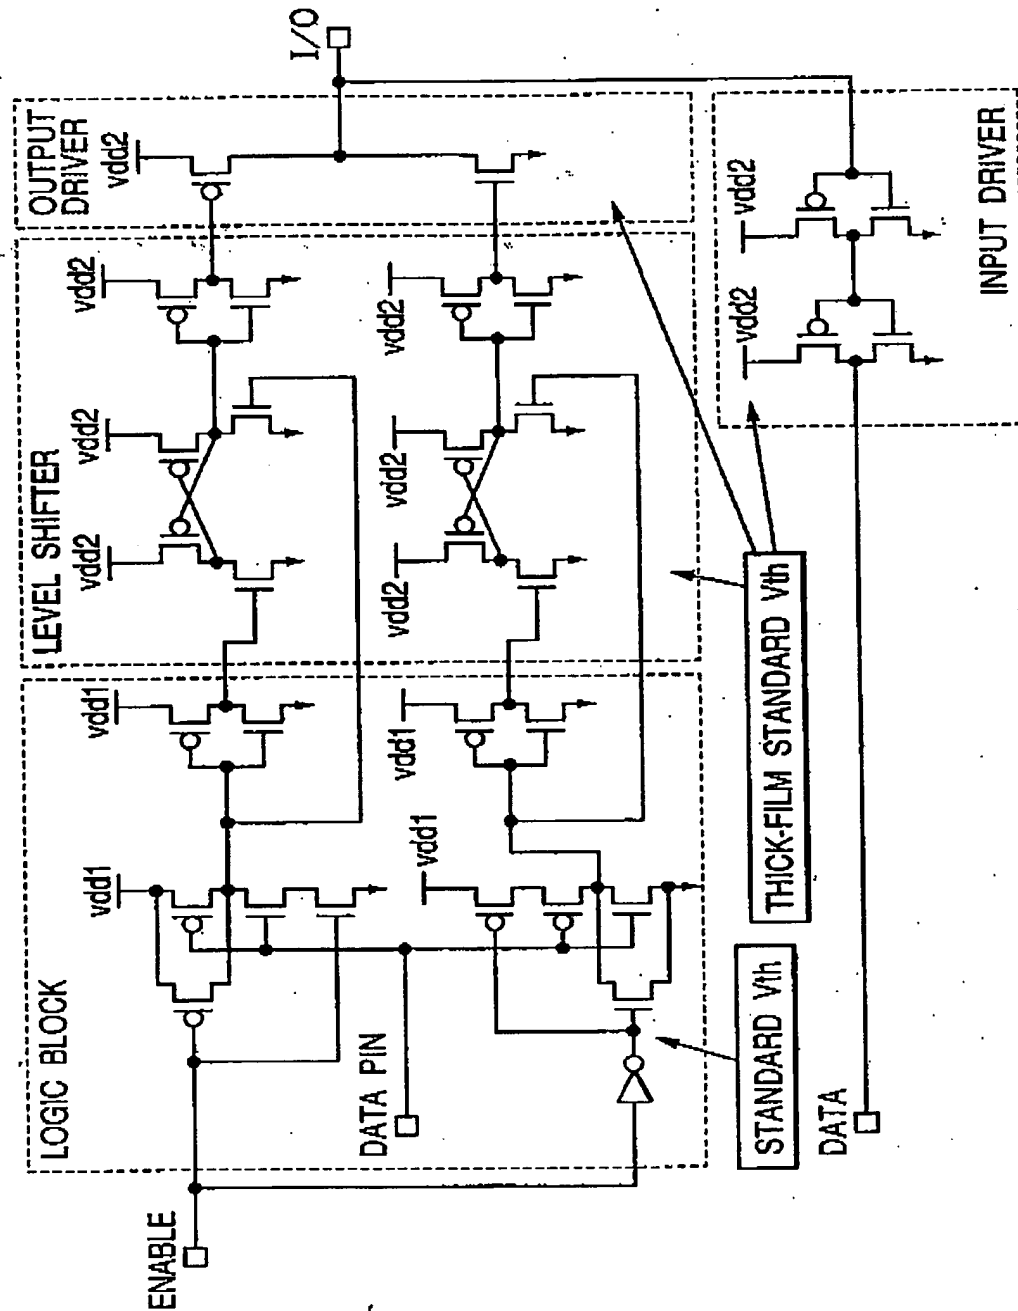 ENABLE
LOGIC BLOCK
vdd1
vdd1
DATA PIN
vdd1
vdd1
LEVEL SHIFTER
vdd2
vdd2
vdd2
vdd2
vdd2
vdd2
OUTPUT
DRIVER
vdd2
I/O
STANDARD Vth
THICK-FILM STANDARD Vth
DATA
vdd2
vdd2
INPUT DRIVER